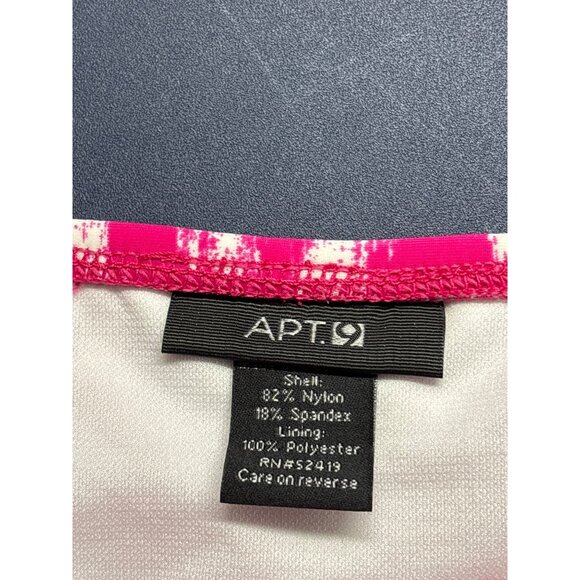 APT.9
Shell:
82% Nylon
18% Spandex
Lining:
100% Polyester
RN#52419
Care on reverse